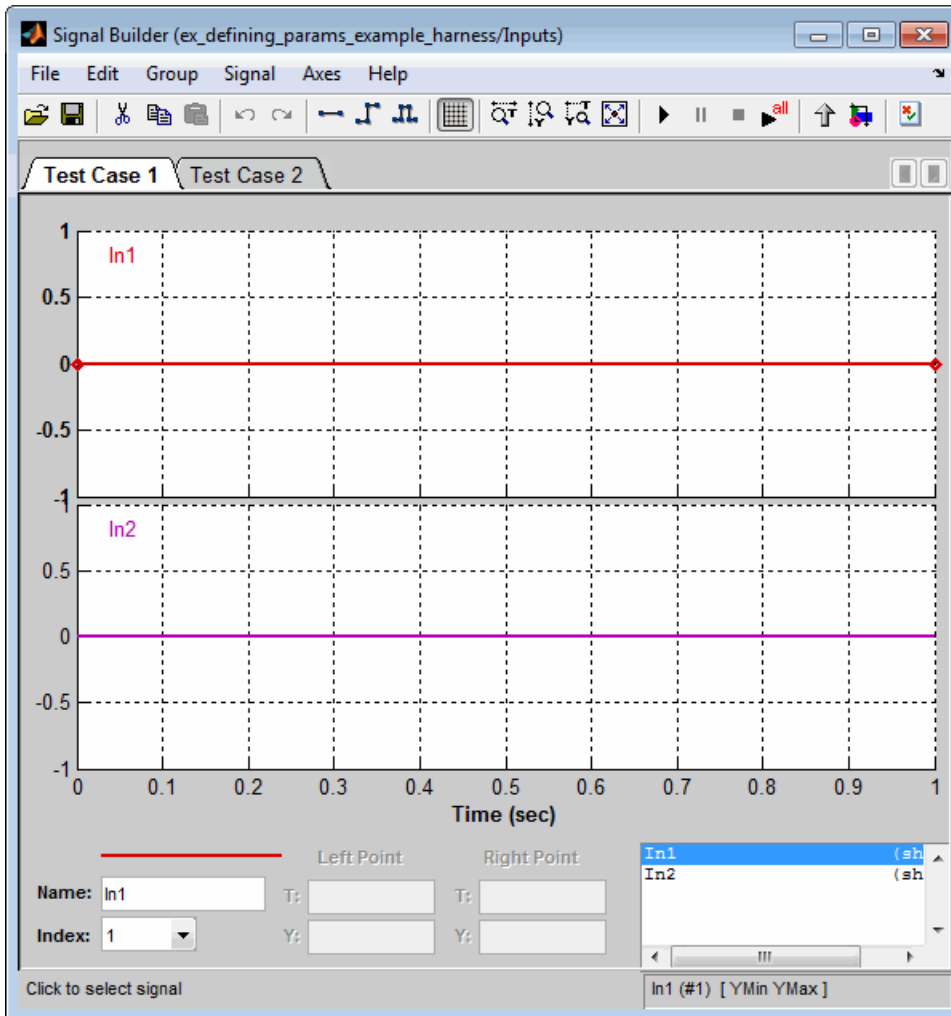 Signal Builder (ex_defining_params_example_harness/Inputs)
File Edit Group Signal Axes Help
all
Test Case 1 Test Case 2
1
In1
0.5
0
-0.5
-1
1
In2
0.5
0
-0.5
-1
0 0.1 0.2 0.3 0.4 0.5 0.6 0.7 0.8 0.9 1
Time (sec)
Left Point Right Point
In1 (sh
In2 (sh
Name: In1 T: T:
Index: 1 Y: Y:
Click to select signal In1 (#1) [ YMin YMax ]